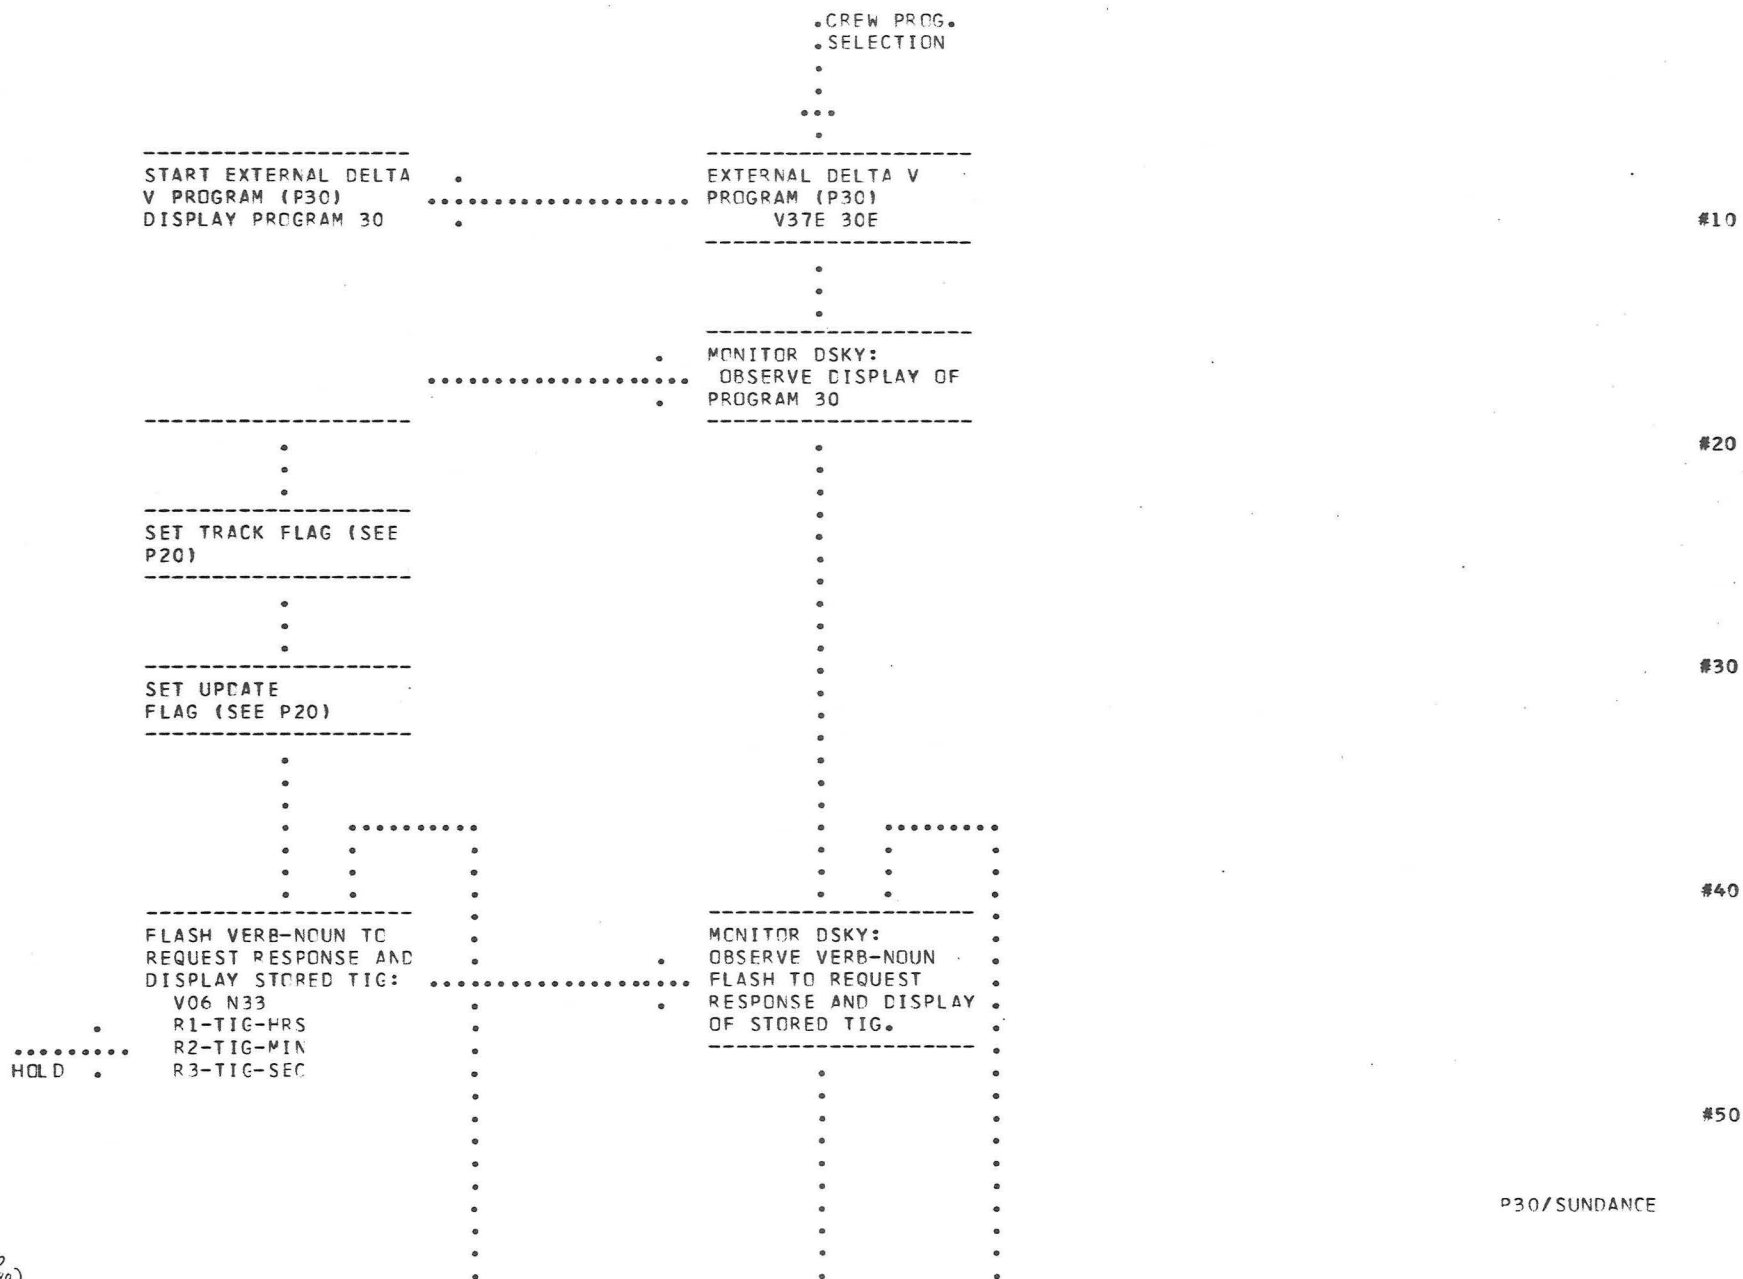 .CREW PROG.
.SELECTION
START EXTERNAL DELTA
V PROGRAM (P30)
DISPLAY PROGRAM 30
EXTERNAL DELTA V
PROGRAM (P30)
V37E 30E
#10
MONITOR DSKY:
OBSERVE DISPLAY OF
PROGRAM 30
#20
SET TRACK FLAG (SEE
P20)
#30
SET UPDATE
FLAG (SEE P20)
#40
FLASH VERB-NOUN TO
REQUEST RESPONSE AND
DISPLAY STORED TIG:
V06 N33
R1-TIG-HRS
R2-TIG-MIN
R3-TIG-SEC
HOLD
MONITOR DSKY:
OBSERVE VERB-NOUN
FLASH TO REQUEST
RESPONSE AND DISPLAY
OF STORED TIG.
#50
P30/SUNDANCE